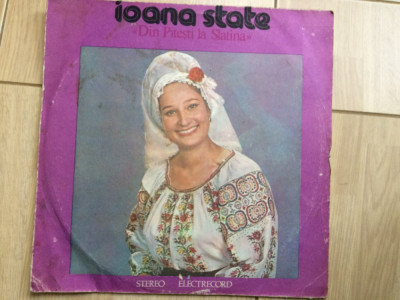 ioana state
«Din Pitești la Slatina»
STEREO ELECTRECORD